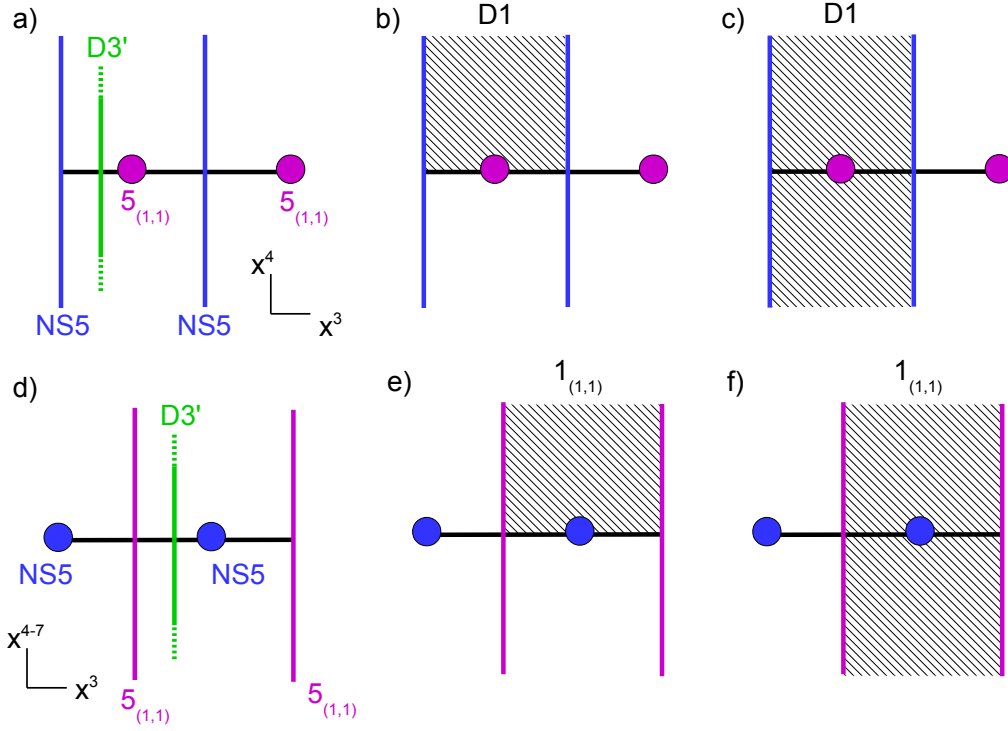 a)
b)
c)
D3'
D1
D1
5(1,1)
5(1,1)
NS5
NS5
x4
x3
d)
e)
f)
D3'
1(1,1)
1(1,1)
NS5
NS5
x4-7
x3
5(1,1)
5(1,1)